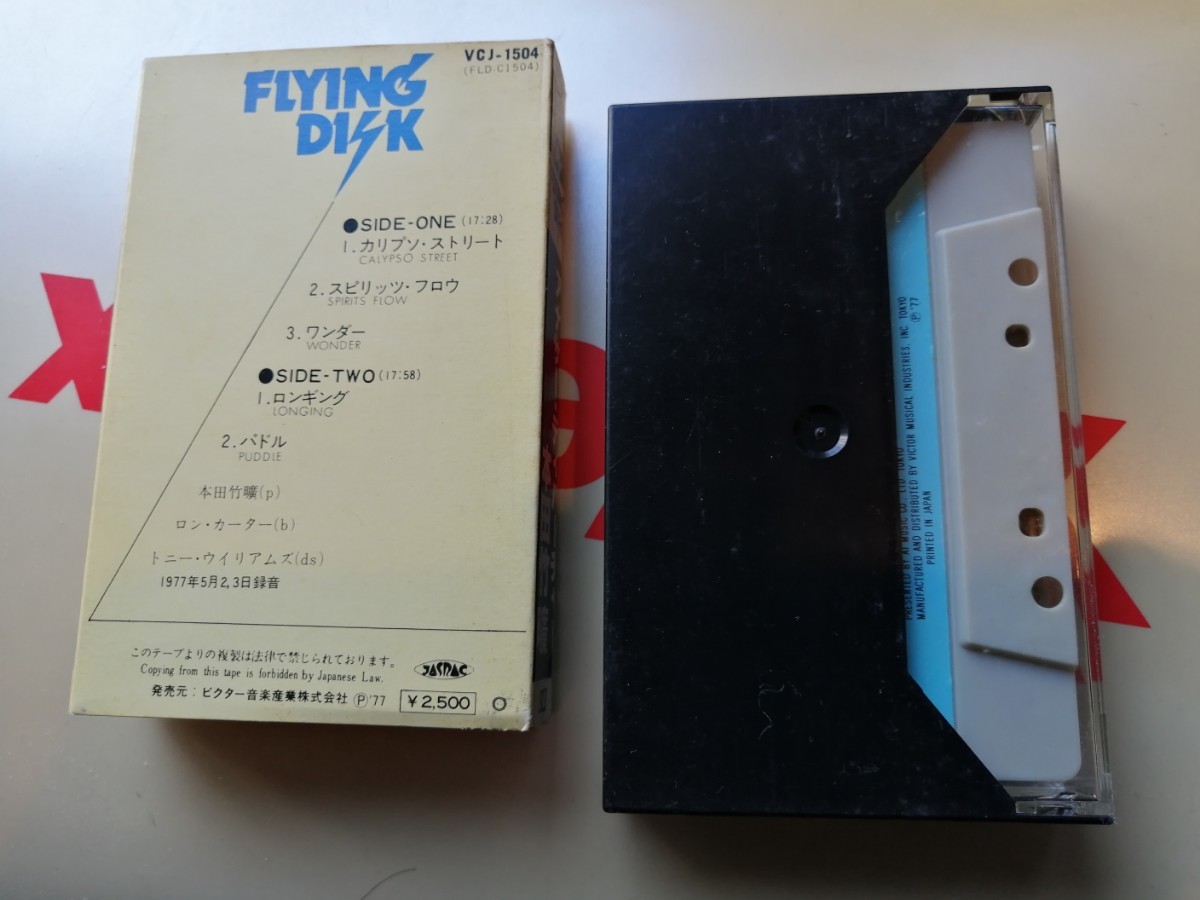 VCJ-1504
(FLD-C1504)
FLYING
DISK
●SIDE-ONE (17:28)
1. カリプソ・ストリート
CALYPSO STREET
2. スピリッツ・フロウ
SPIRITS FLOW
3. ワンダー
WONDER
●SIDE-TWO (17:58)
1. ロンギング
LONGING
2. パドル
PUDDLE
本田竹曠(p)
ロン・カーター(b)
トニー・ウイリアムズ(ds)
1977年5月2,3日録音
このテープよりの複製は法律で禁じられております。
Copying from this tape is forbidden by Japanese Law.
JASRAC
発売元：ビクター音楽産業株式会社 Ⓟ'77 ¥2,500 O
PRESENTED BY AI MUSIC CO., LTD. TOKYO
MANUFACTURED AND DISTRIBUTED BY VICTOR MUSICAL INDUSTRIES, INC. TOKYO
PRINTED IN JAPAN Ⓟ'77